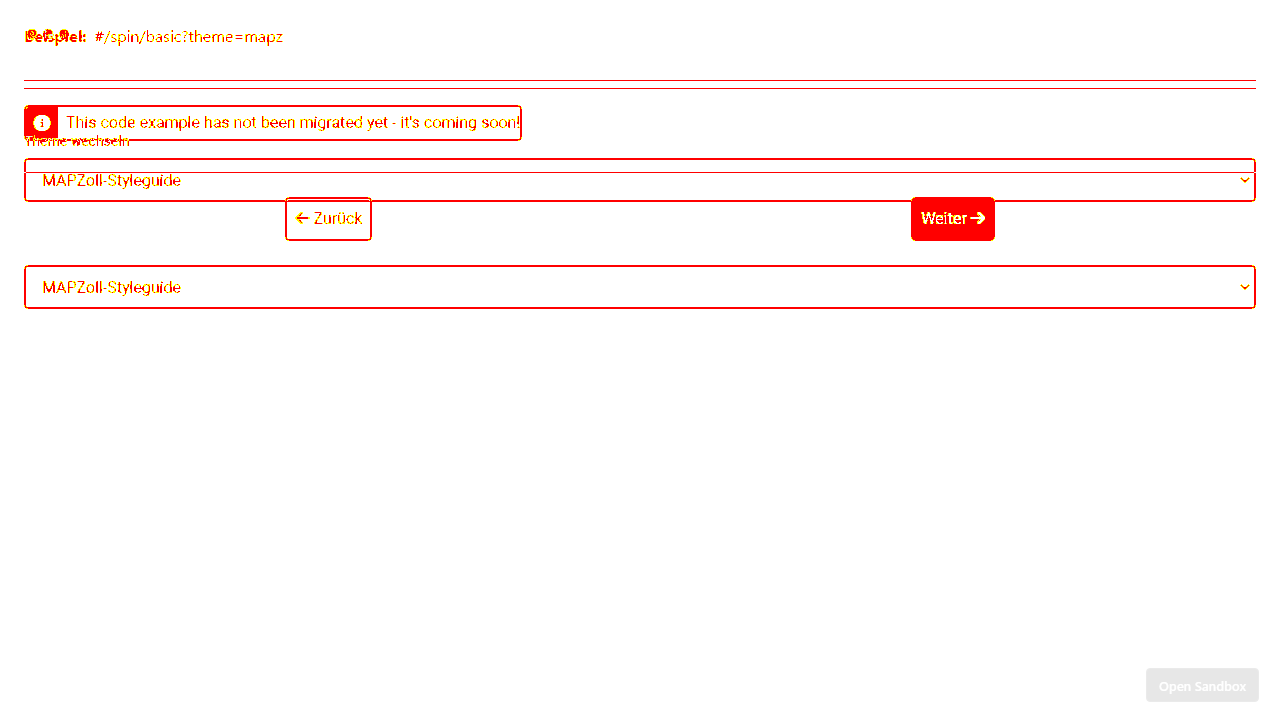 Beispiel: #/spin/basic?theme=mapz
This code example has not been migrated yet - it's coming soon!
Theme wechseln
MAPZoll-Styleguide
← Zurück
Weiter →
MAPZoll-Styleguide
Open Sandbox